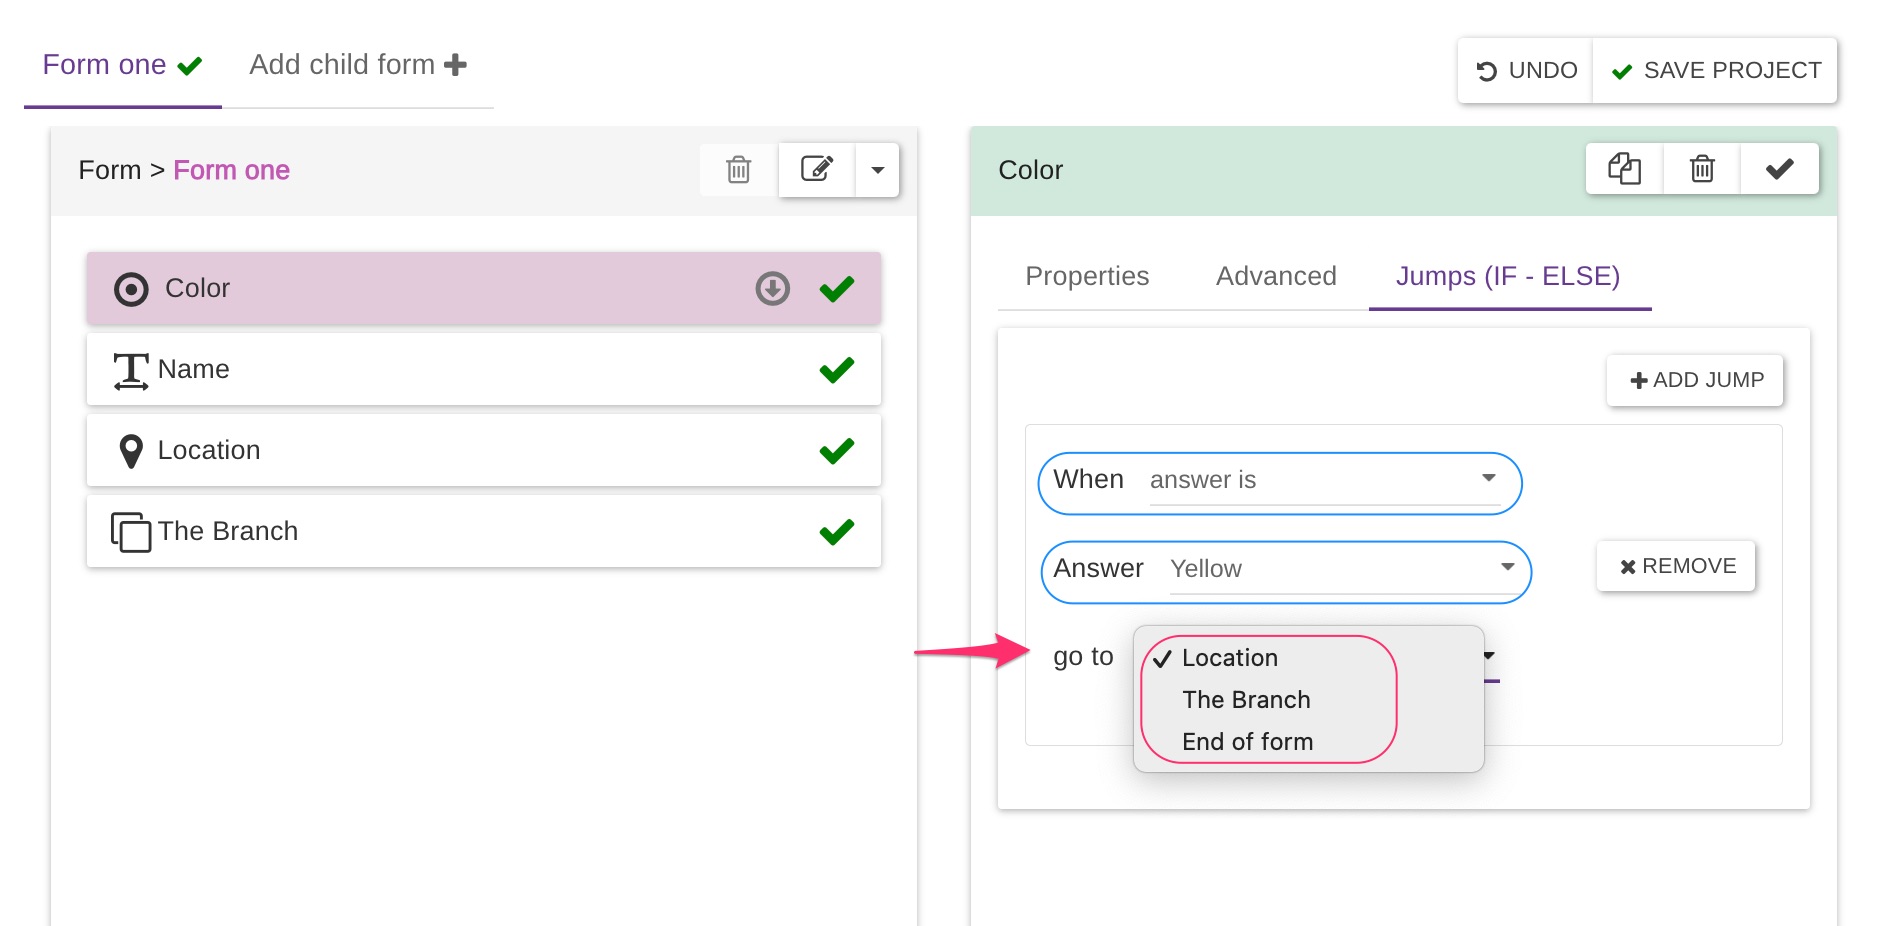 Form one
Add child form
UNDO
SAVE PROJECT
Form > Form one
Color
Name
Location
The Branch
Color
Properties
Advanced
Jumps (IF - ELSE)
ADD JUMP
When answer is
Answer Yellow
REMOVE
go to
Location
The Branch
End of form